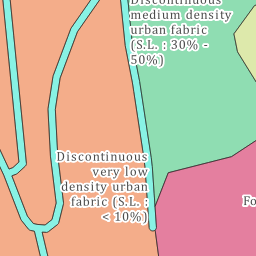 Discontinuous
medium density
urban fabric
(S.L. : 30% -
50%)
Discontinuous
very low
density urban
fabric (S.L. :
< 10%)
Fo